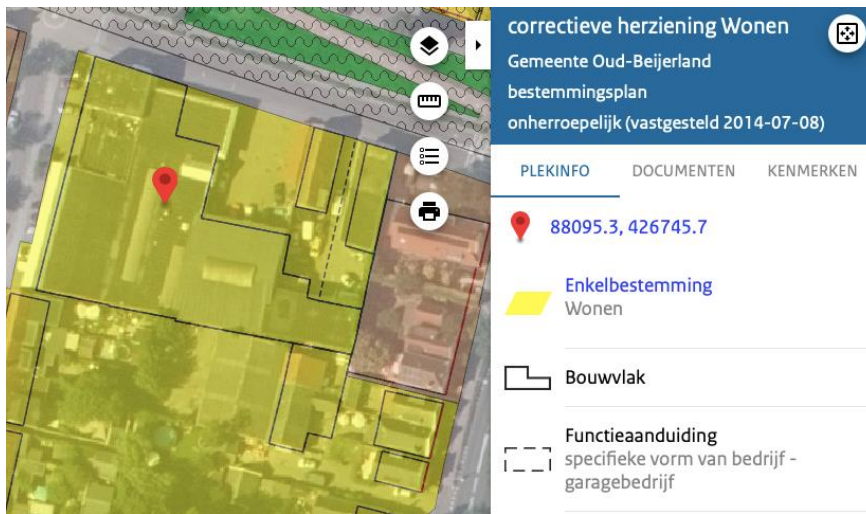 correctieve herziening Wonen
Gemeente Oud-Beijerland
bestemmingsplan
onherroepelijk (vastgesteld 2014-07-08)
PLEKINFO DOCUMENTEN KENMERKEN
88095.3, 426745.7
Enkelbestemming
Wonen
Bouwvlak
Functieaanduiding
specifieke vorm van bedrijf -
garagebedrijf